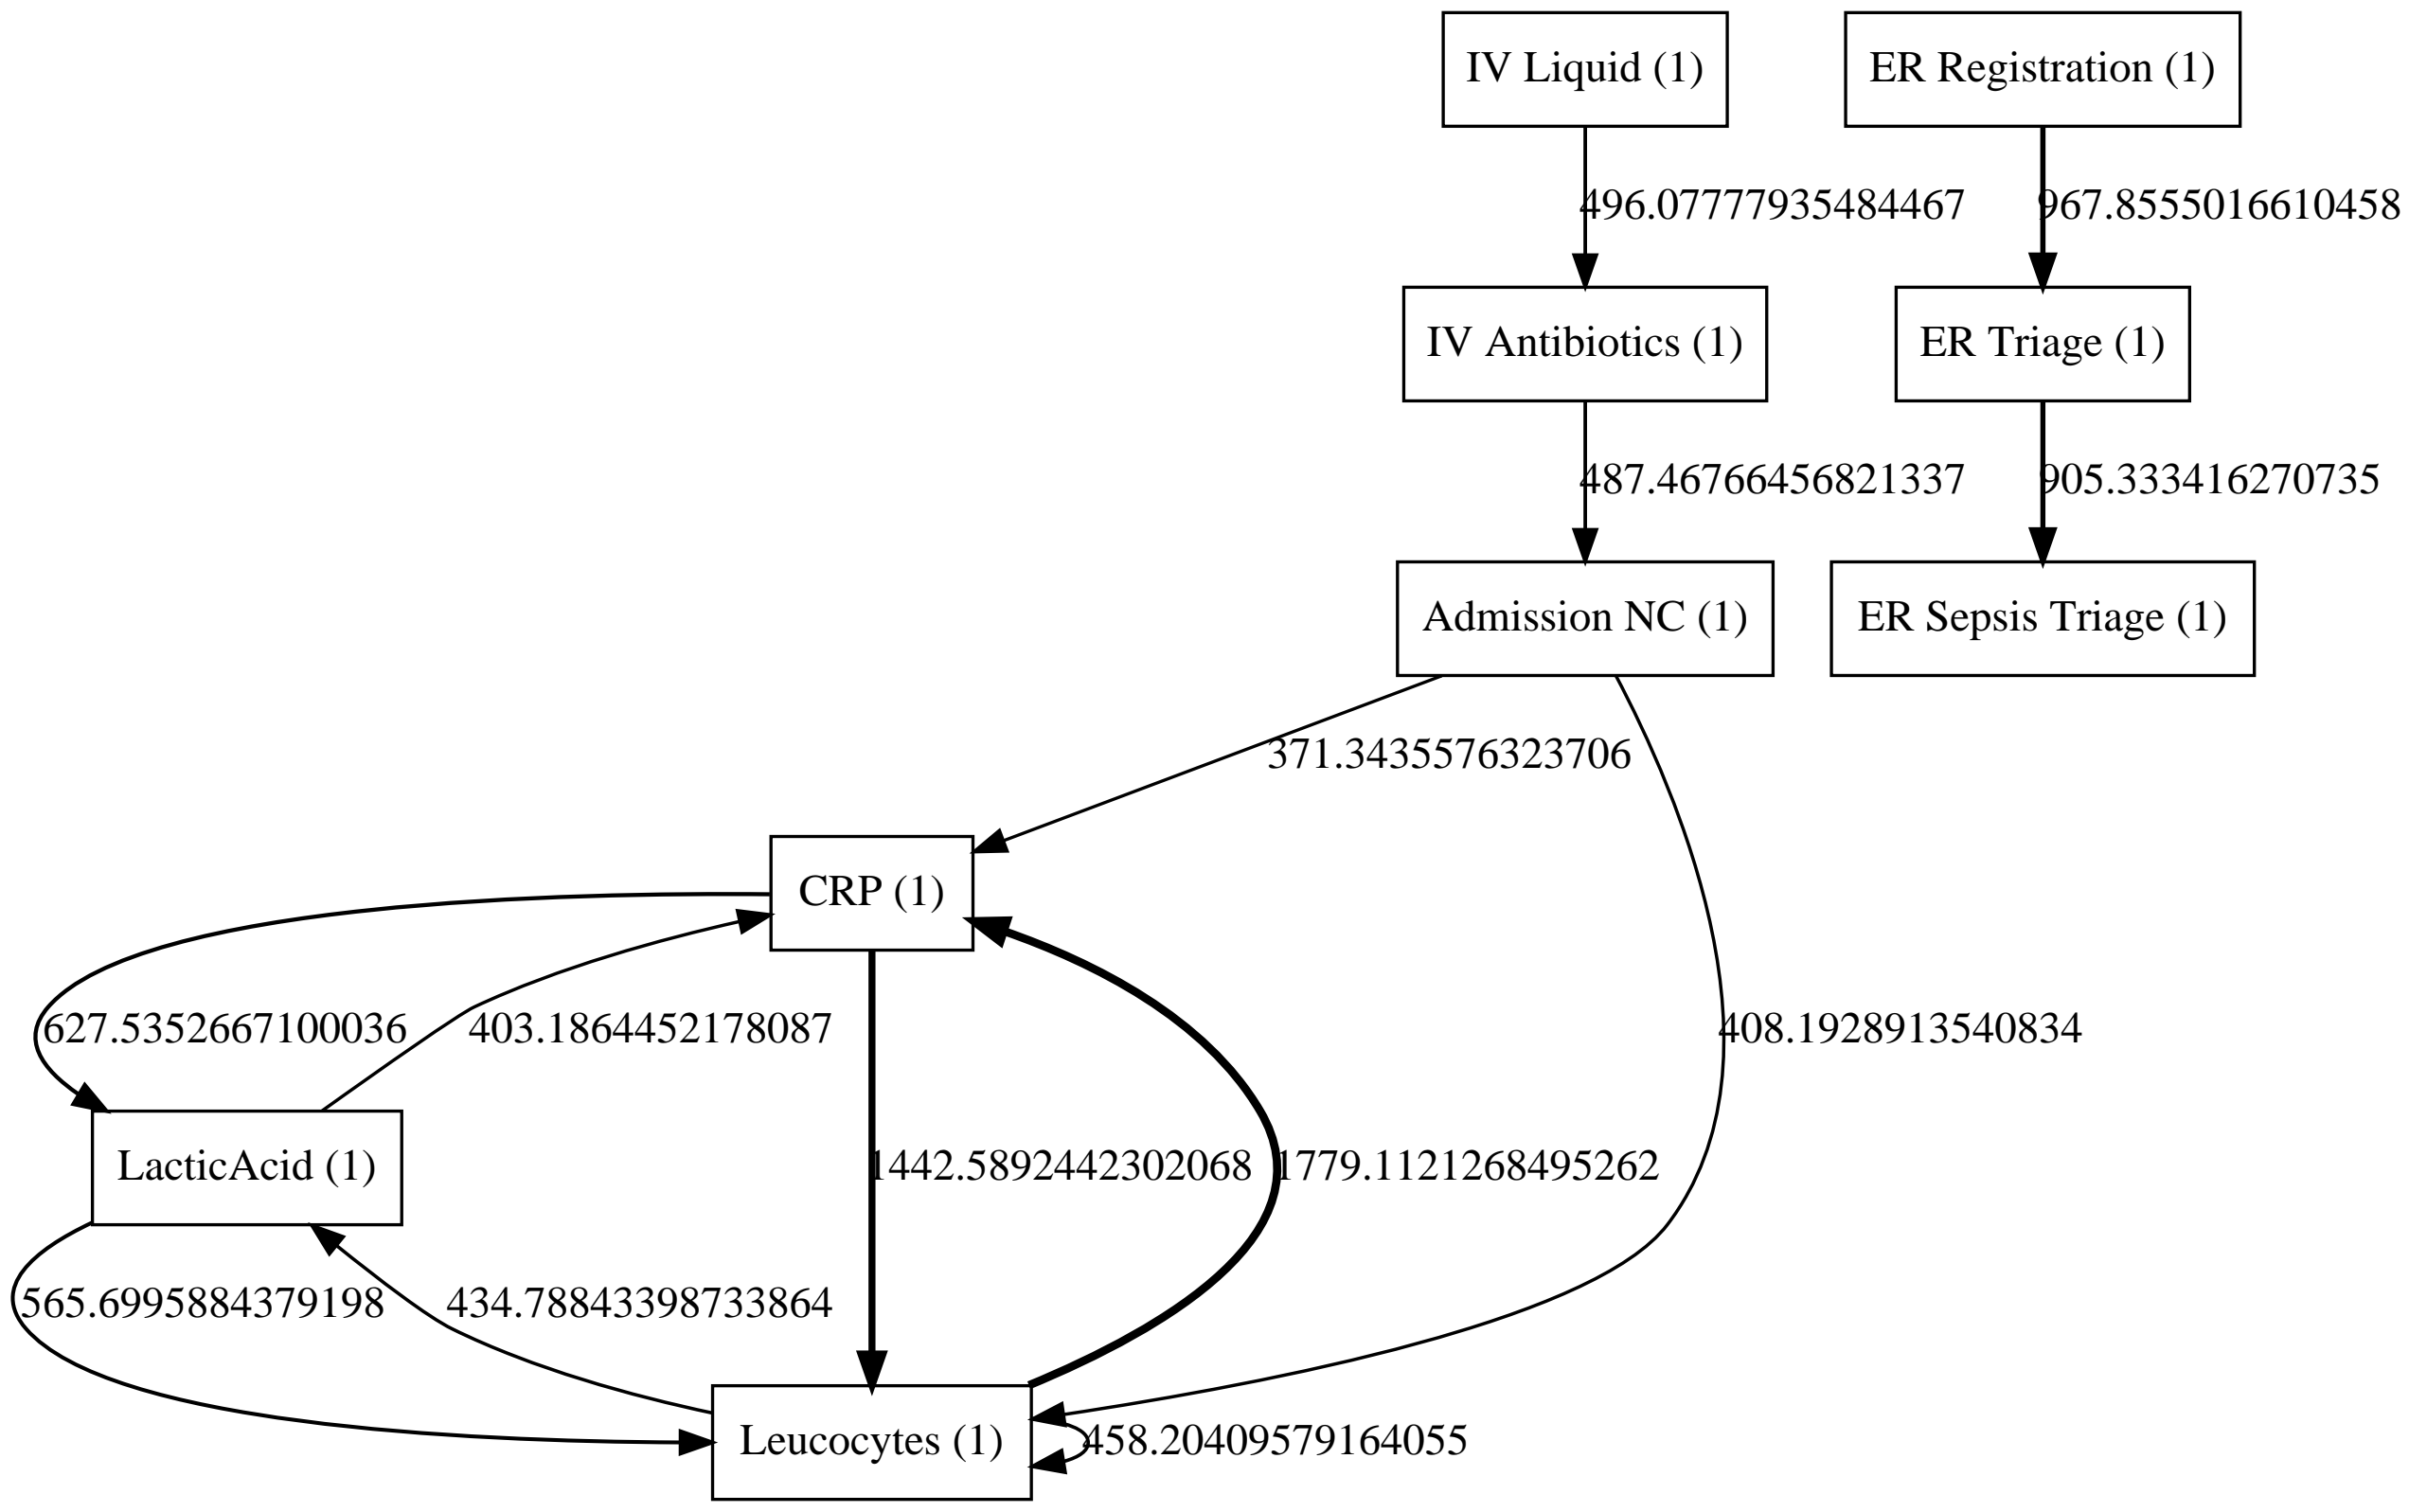 IV Liquid (1)
ER Registration (1)
496.07777935484467
967.8555016610458
IV Antibiotics (1)
ER Triage (1)
487.46766456821337
905.333416270735
Admission NC (1)
ER Sepsis Triage (1)
371.3435576323706
CRP (1)
627.5352667100036
403.1864452178087
408.1928913540834
LacticAcid (1)
1442.5892442302068
1779.1121268495262
565.6995884379198
434.78843398733864
Leucocytes (1)
458.20409579164055